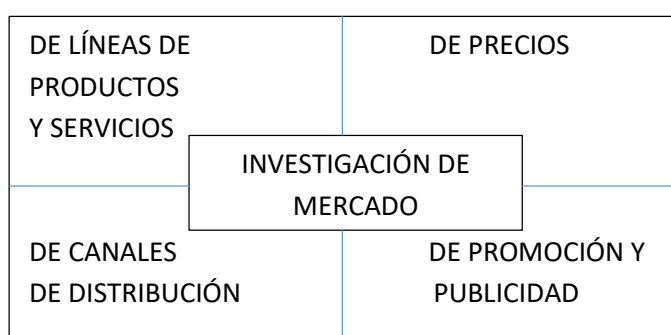 DE LÍNEAS DE
PRODUCTOS
Y SERVICIOS
DE PRECIOS
INVESTIGACIÓN DE
MERCADO
DE CANALES
DE DISTRIBUCIÓN
DE PROMOCIÓN Y
PUBLICIDAD